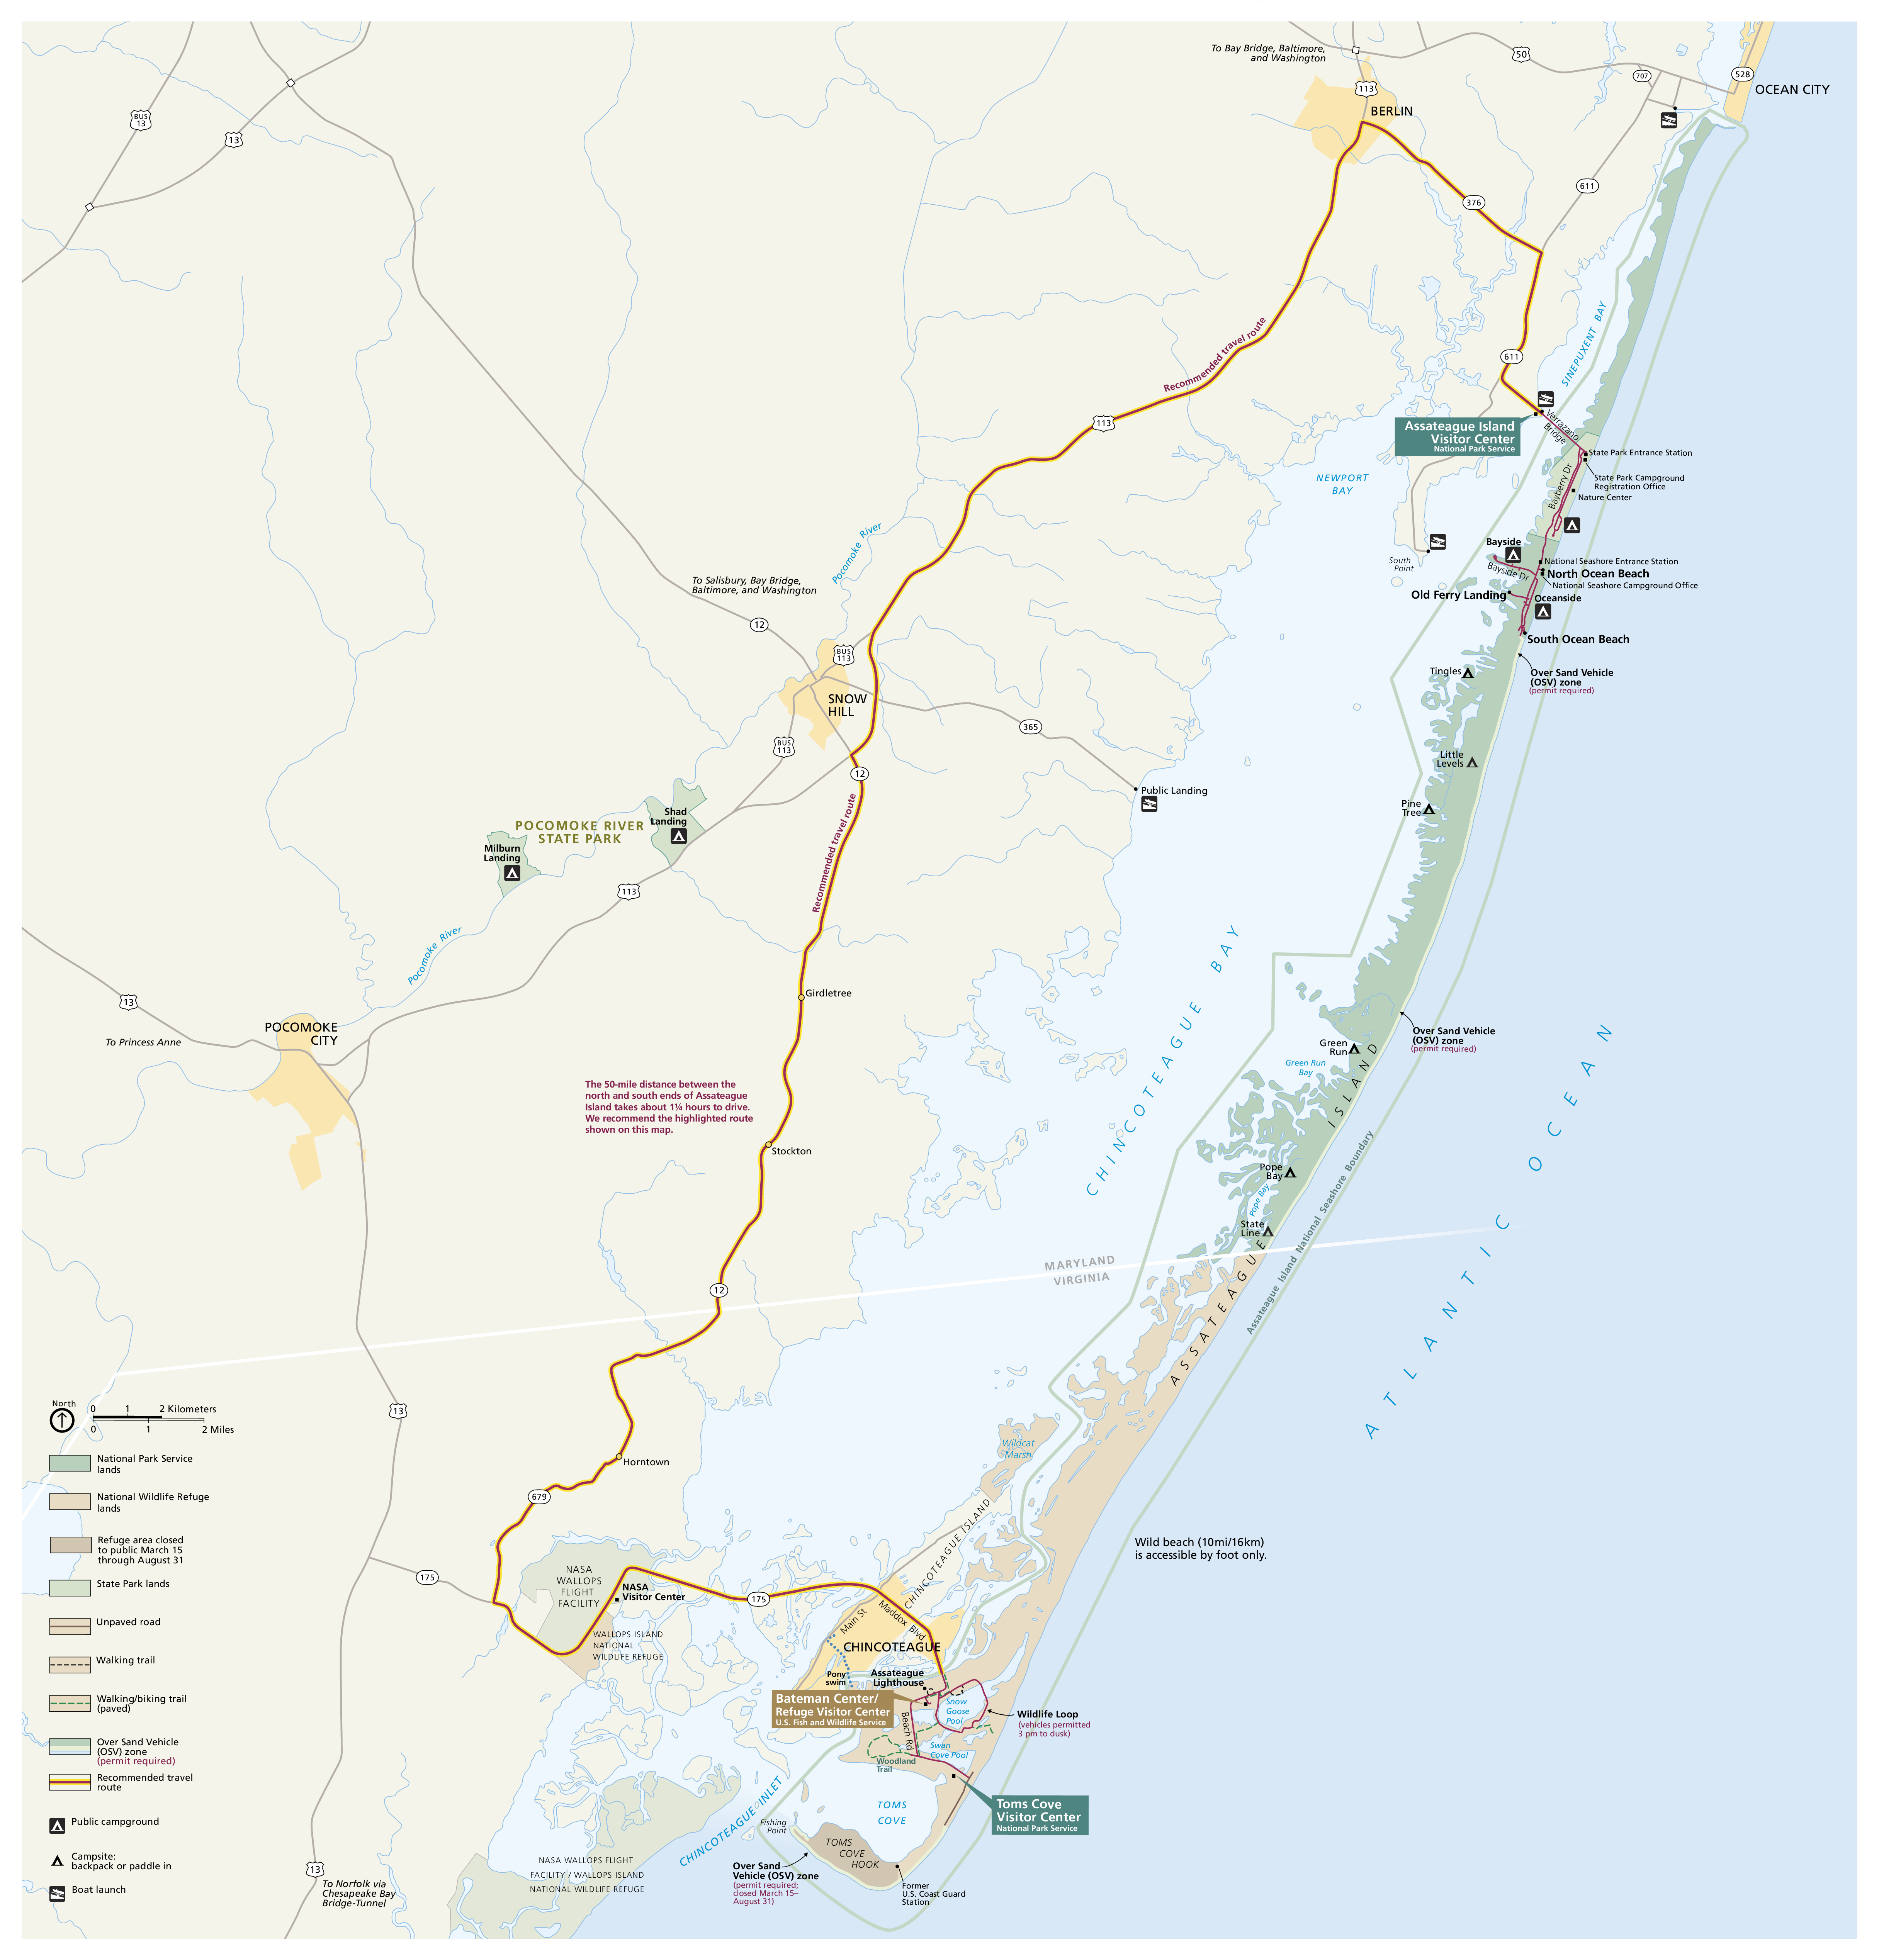 To Bay Bridge, Baltimore,
and Washington
50
707
528
OCEAN CITY
113
BERLIN
BUS
13
13
611
376
SINEPUXENT BAY
611
Recommended travel route
113
Verrazano
Bridge
Assateague Island
Visitor Center
National Park Service
State Park Entrance Station
State Park Campground
Registration Office
Nature Center
Bayberry Dr
NEWPORT
BAY
South
Point
Bayside
Bayside Dr
National Seashore Entrance Station
North Ocean Beach
National Seashore Campground Office
Old Ferry Landing
Oceanside
South Ocean Beach
Over Sand Vehicle
(OSV) zone
(permit required)
Tingles
Little
Levels
Pine
Tree
Pocomoke River
To Salisbury, Bay Bridge,
Baltimore, and Washington
12
BUS
113
SNOW
HILL
BUS
113
365
12
Public Landing
Recommended travel route
Shad
Landing
POCOMOKE RIVER
STATE PARK
Milburn
Landing
113
Pocomoke River
13
To Princess Anne
POCOMOKE
CITY
Girdletree
CHINCOTEAGUE BAY
Over Sand Vehicle
(OSV) zone
(permit required)
Green
Run
Green Run
Bay
The 50-mile distance between the
north and south ends of Assateague
Island takes about 1¼ hours to drive.
We recommend the highlighted route
shown on this map.
Stockton
Pope
Bay
Pope Bay
State
Line
ASSATEAGUE ISLAND
Assateague Island National Seashore Boundary
ATLANTIC OCEAN
MARYLAND
VIRGINIA
12
13
Horntown
679
Wildcat
Marsh
CHINCOTEAGUE ISLAND
Wild beach (10mi/16km)
is accessible by foot only.
175
NASA
WALLOPS
FLIGHT
FACILITY
NASA
Visitor Center
175
WALLOPS ISLAND
NATIONAL
WILDLIFE REFUGE
Main St
Maddox Blvd
CHINCOTEAGUE
Pony
swim
Assateague
Lighthouse
Bateman Center/
Refuge Visitor Center
U.S. Fish and Wildlife Service
Snow
Goose
Pool
Wildlife Loop
(vehicles permitted
3 pm to dusk)
Beach Rd
Swan
Cove Pool
Woodland
Trail
Toms Cove
Visitor Center
National Park Service
TOMS
COVE
CHINCOTEAGUE INLET
Fishing
Point
TOMS
COVE
HOOK
Over Sand
Vehicle (OSV) zone
(permit required;
closed March 15–
August 31)
Former
U.S. Coast Guard
Station
NASA WALLOPS FLIGHT
FACILITY / WALLOPS ISLAND
NATIONAL WILDLIFE REFUGE
13
To Norfolk via
Chesapeake Bay
Bridge-Tunnel
North
0 1 2 Kilometers
0 1 2 Miles
National Park Service
lands
National Wildlife Refuge
lands
Refuge area closed
to public March 15
through August 31
State Park lands
Unpaved road
Walking trail
Walking/biking trail
(paved)
Over Sand Vehicle
(OSV) zone
(permit required)
Recommended travel
route
Public campground
Campsite:
backpack or paddle in
Boat launch